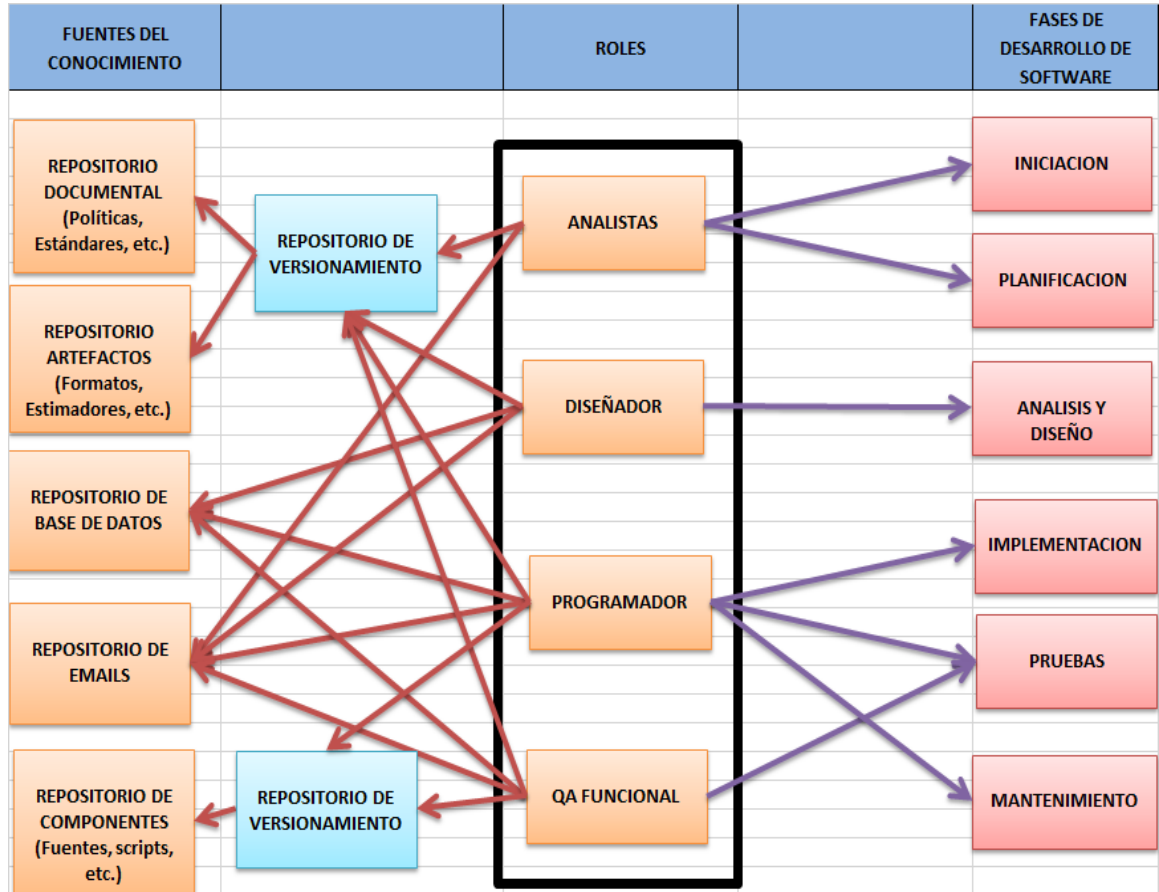 FUENTES DEL
CONOCIMIENTO
ROLES
FASES DE
DESARROLLO DE
SOFTWARE
REPOSITORIO
DOCUMENTAL
(Políticas,
Estándares, etc.)
REPOSITORIO DE
VERSIONAMIENTO
ANALISTAS
INICIACION
PLANIFICACION
REPOSITORIO
ARTEFACTOS
(Formatos,
Estimadores, etc.)
DISEÑADOR
ANALISIS Y
DISEÑO
REPOSITORIO DE
BASE DE DATOS
IMPLEMENTACION
PROGRAMADOR
REPOSITORIO DE
EMAILS
PRUEBAS
REPOSITORIO DE
COMPONENTES
(Fuentes, scripts,
etc.)
REPOSITORIO DE
VERSIONAMIENTO
QA FUNCIONAL
MANTENIMIENTO